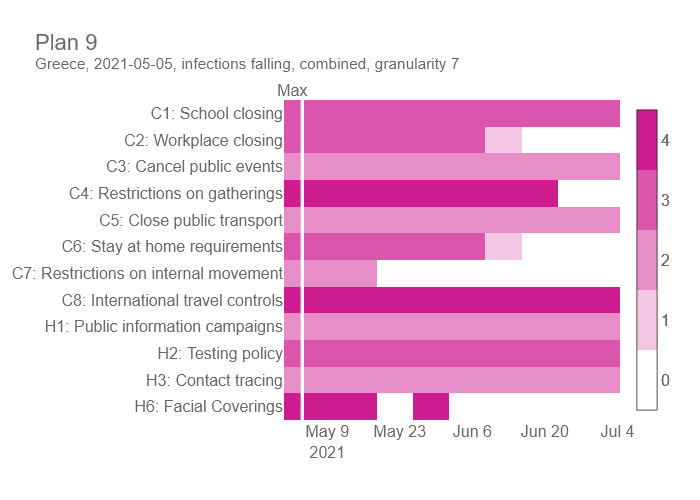 Plan 9
Greece, 2021-05-05, infections falling, combined, granularity 7
Max
C1: School closing
C2: Workplace closing
C3: Cancel public events
C4: Restrictions on gatherings
C5: Close public transport
C6: Stay at home requirements
C7: Restrictions on internal movement
C8: International travel controls
H1: Public information campaigns
H2: Testing policy
H3: Contact tracing
H6: Facial Coverings
May 9 May 23 Jun 6 Jun 20 Jul 4
2021
4
3
2
1
0